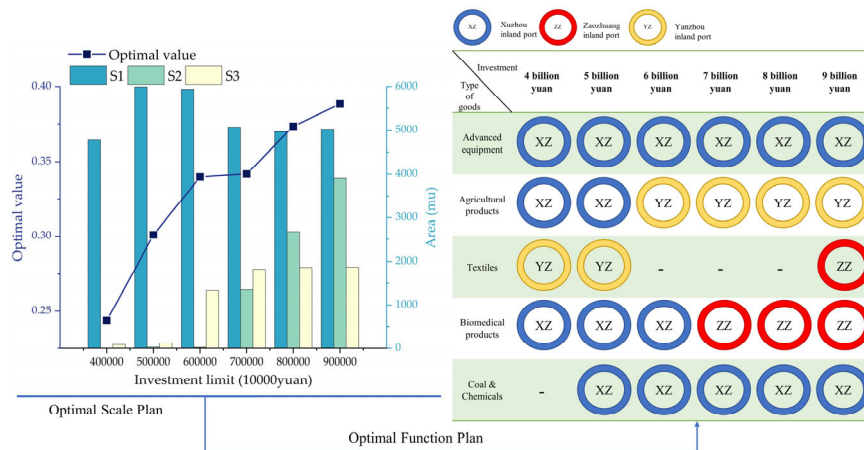 Optimal value
S1 S2 S3
0.40
0.35
0.30
0.25
Optimal value
6000
5000
4000
3000
2000
1000
0
Area (mu)
400000 500000 600000 700000 800000 900000
Investment limit (10000yuan)
Optimal Scale Plan
Optimal Function Plan
XZ Xuzhou inland port ZZ Zaozhuang inland port YZ Yanzhou inland port
Investment
Type of goods
4 billion yuan 5 billion yuan 6 billion yuan 7 billion yuan 8 billion yuan 9 billion yuan
Advanced equipment XZ XZ XZ XZ XZ XZ
Agricultural products XZ XZ YZ YZ YZ YZ
Textiles YZ YZ - - - ZZ
Biomedical products XZ XZ XZ ZZ ZZ ZZ
Coal & Chemicals - XZ XZ XZ XZ XZ